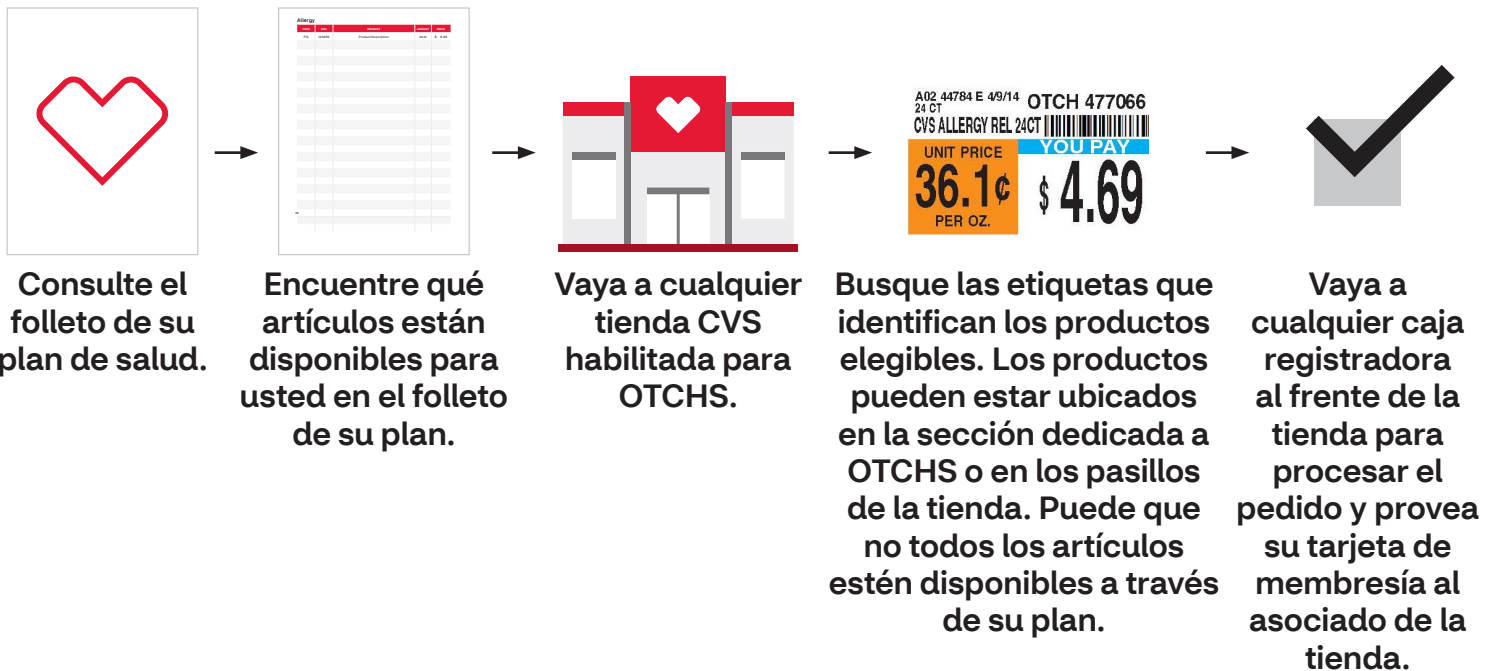 Allergy
Product Description
A02 44784 E 4/9/14
24 CT
OTCH 477066
CVS ALLERGY REL 24CT
UNIT PRICE
36.1¢
PER OZ.
YOU PAY
$ 4.69
Consulte el
folleto de su
plan de salud.
Encuentre qué
artículos están
disponibles para
usted en el folleto
de su plan.
Vaya a cualquier
tienda CVS
habilitada para
OTCHS.
Busque las etiquetas que
identifican los productos
elegibles. Los productos
pueden estar ubicados
en la sección dedicada a
OTCHS o en los pasillos
de la tienda. Puede que
no todos los artículos
estén disponibles a través
de su plan.
Vaya a
cualquier caja
registradora
al frente de la
tienda para
procesar el
pedido y provea
su tarjeta de
membresía al
asociado de la
tienda.